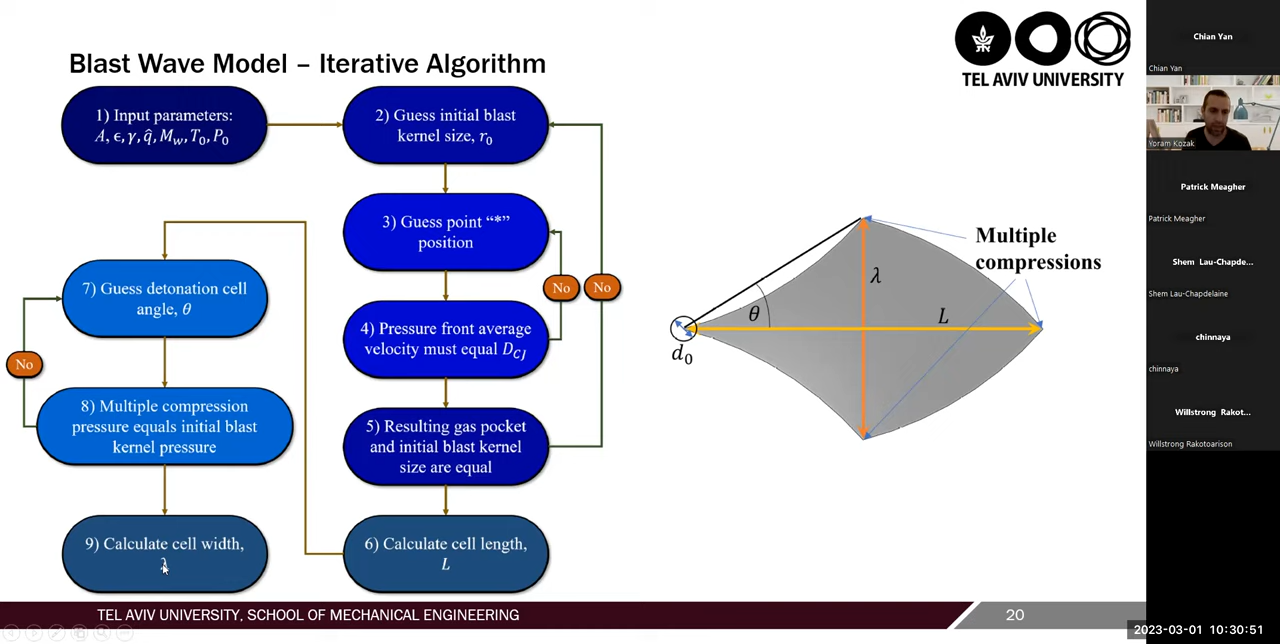 Blast Wave Model – Iterative Algorithm
TEL AVIV UNIVERSITY
1) Input parameters:
A, ϵ, γ, q̂, M_w, T_0, P_0
2) Guess initial blast
kernel size, r_0
3) Guess point “*”
position
4) Pressure front average
velocity must equal D_CJ
5) Resulting gas pocket
and initial blast kernel
size are equal
6) Calculate cell length,
L
No
No
7) Guess detonation cell
angle, θ
8) Multiple compression
pressure equals initial blast
kernel pressure
No
9) Calculate cell width,
λ
Multiple
compressions
λ
L
θ
d_0
TEL AVIV UNIVERSITY, SCHOOL OF MECHANICAL ENGINEERING
20
Chian Yan
Chian Yan
Yoram Kozak
Patrick Meagher
Patrick Meagher
Shem Lau-Chapde...
Shem Lau-Chapdelaine
chinnaya
chinnaya
Willstrong Rakot...
Willstrong Rakotoarison
2023-03-01 10:30:51